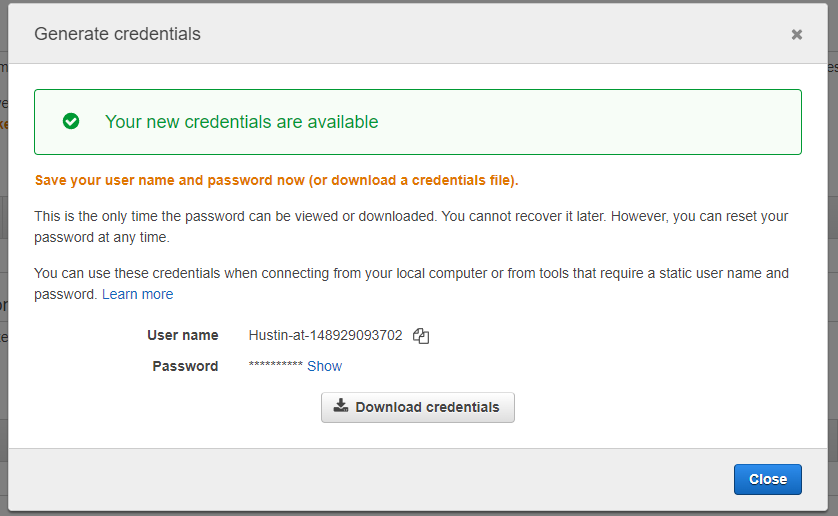 Generate credentials
Your new credentials are available
Save your user name and password now (or download a credentials file).
This is the only time the password can be viewed or downloaded. You cannot recover it later. However, you can reset your
password at any time.
You can use these credentials when connecting from your local computer or from tools that require a static user name and
password. Learn more
User name Hustin-at-148929093702
Password ********** Show
Download credentials
Close